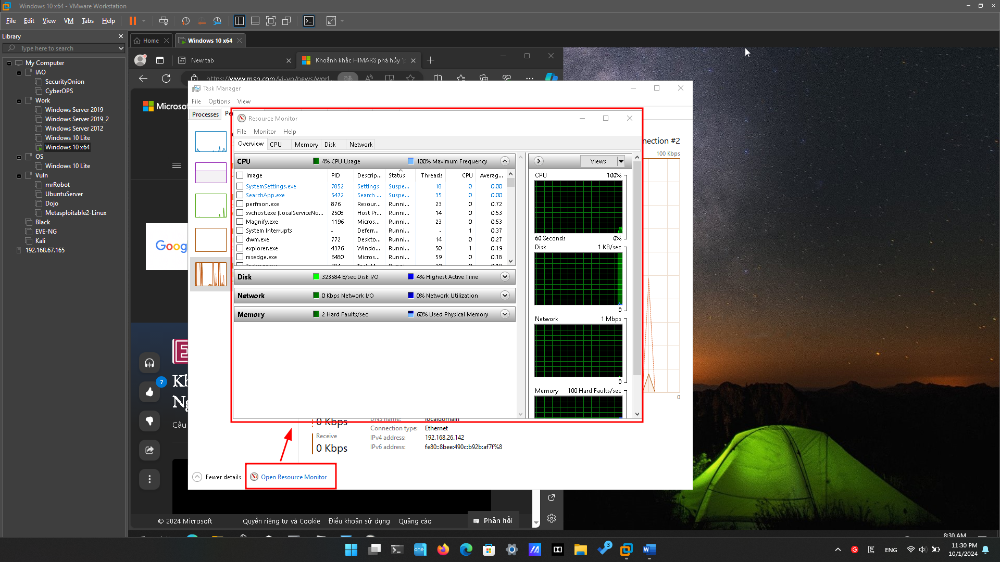 Windows 10 x64 - VMware Workstation
File Edit View VM Tabs Help
Library
Type here to search
My Computer
IAO
SecurityOnion
CyberOPS
Work
Windows Server 2019
Windows Server 2019_2
Windows Server 2012
Windows 10 Lite
Windows 10 x64
OS
Windows 10 Lite
Vuln
mrRobot
UbuntuServer
Dojo
Metasploitable2-Linux
Black
EVE-NG
Kali
192.168.67.165
Home Windows 10 x64
New tab
Khoảnh khắc HIMARS phá hủy 'p
https://www.msn.com/vi-vn/news/worl...
Microsof
Goog
Kh
Ng
Câu
7
Task Manager
File Options View
Processes Pe
nection #2
100 Kbps
0
Resource Monitor
File Monitor Help
Overview CPU Memory Disk Network
CPU 4% CPU Usage 100% Maximum Frequency
Image PID Descrip... Status Threads CPU Averag...
SystemSettings.exe 7852 Settings Suspe... 18 0 0.00
SearchApp.exe 5472 Search ... Suspe... 35 0 0.00
perfmon.exe 876 Resour... Runni... 23 0 0.72
svchost.exe (LocalServiceNo... 2508 Host Pr... Runni... 14 0 0.53
Magnify.exe 1196 Micros... Runni... 23 0 0.53
System Interrupts - Deferr... Runni... - 1 0.37
dwm.exe 772 Deskto... Runni... 14 0 0.27
explorer.exe 4376 Windo... Runni... 50 1 0.19
msedge.exe 6480 Micros... Runni... 59 0 0.18
Disk 323584 B/sec Disk I/O 4% Highest Active Time
Network 0 Kbps Network I/O 0% Network Utilization
Memory 2 Hard Faults/sec 60% Used Physical Memory
Views
CPU 100%
60 Seconds 0%
Disk 1 KB/sec
0
Network 1 Mbps
0
Memory 100 Hard Faults/sec
0 Kbps
DNS name: localdomain
Connection type: Ethernet
Receive
IPv4 address: 192.168.26.142
0 Kbps
IPv6 address: fe80::8bee:490c:b92b:af7f%8
Fewer details Open Resource Monitor
© 2024 Microsoft Quyền riêng tư và Cookie Điều khoản sử dụng Quảng cáo Phản hồi
8:30 AM
one
3
ENG
11:30 PM
10/1/2024